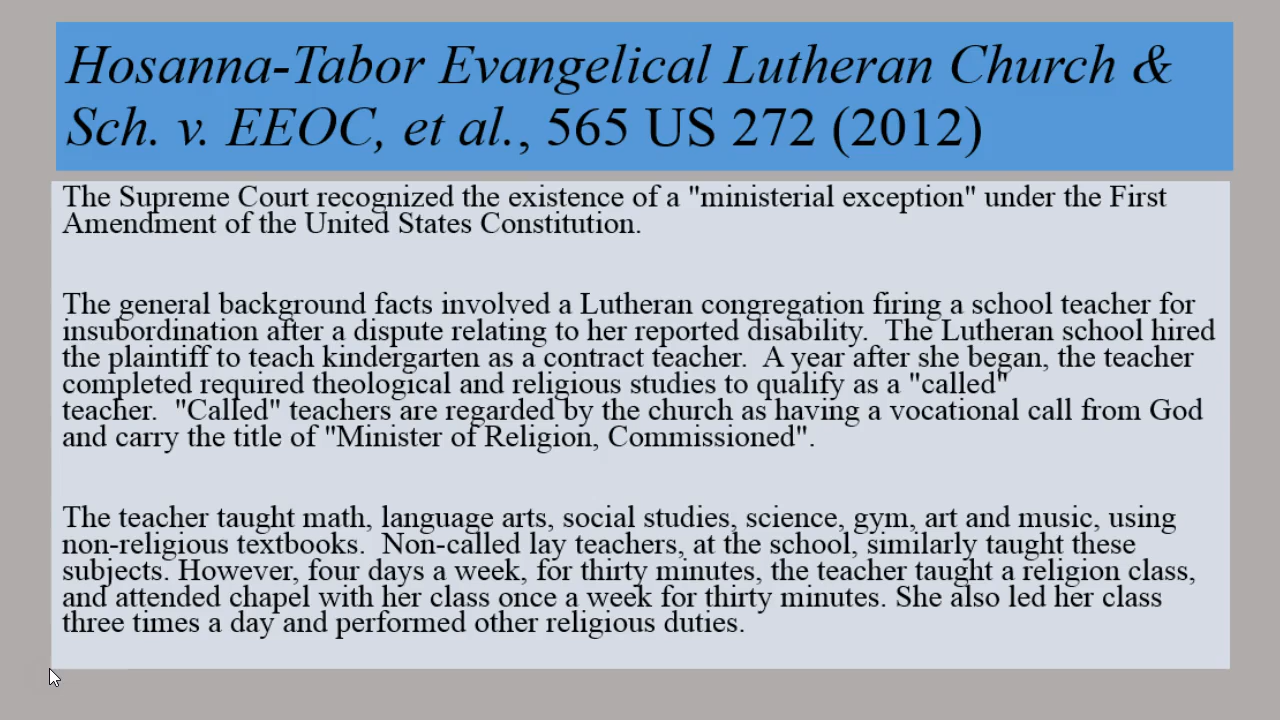 Hosanna-Tabor Evangelical Lutheran Church &
Sch. v. EEOC, et al., 565 US 272 (2012)
The Supreme Court recognized the existence of a "ministerial exception" under the First
Amendment of the United States Constitution.
The general background facts involved a Lutheran congregation firing a school teacher for
insubordination after a dispute relating to her reported disability.  The Lutheran school hired
the plaintiff to teach kindergarten as a contract teacher.  A year after she began, the teacher
completed required theological and religious studies to qualify as a "called"
teacher.  "Called" teachers are regarded by the church as having a vocational call from God
and carry the title of "Minister of Religion, Commissioned".
The teacher taught math, language arts, social studies, science, gym, art and music, using
non-religious textbooks.  Non-called lay teachers, at the school, similarly taught these
subjects. However, four days a week, for thirty minutes, the teacher taught a religion class,
and attended chapel with her class once a week for thirty minutes. She also led her class
three times a day and performed other religious duties.